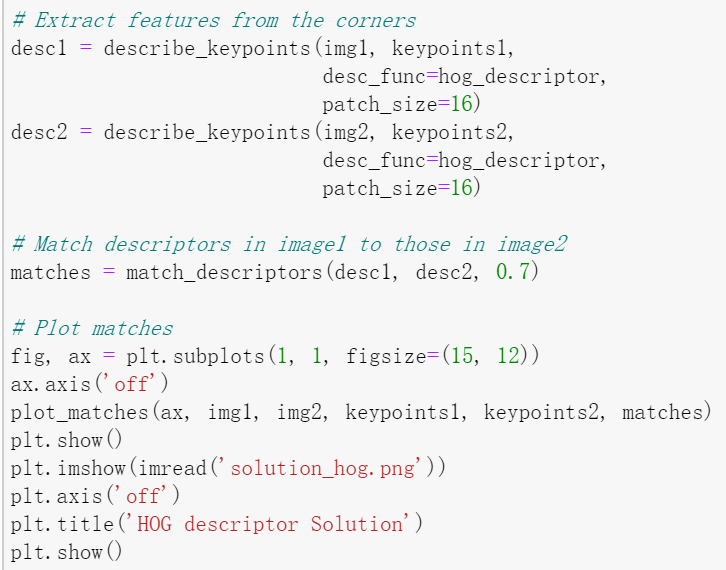 # Extract features from the corners
desc1 = describe_keypoints(img1, keypoints1,
                           desc_func=hog_descriptor,
                           patch_size=16)
desc2 = describe_keypoints(img2, keypoints2,
                           desc_func=hog_descriptor,
                           patch_size=16)

# Match descriptors in image1 to those in image2
matches = match_descriptors(desc1, desc2, 0.7)

# Plot matches
fig, ax = plt.subplots(1, 1, figsize=(15, 12))
ax.axis('off')
plot_matches(ax, img1, img2, keypoints1, keypoints2, matches)
plt.show()
plt.imshow(imread('solution_hog.png'))
plt.axis('off')
plt.title('HOG descriptor Solution')
plt.show()